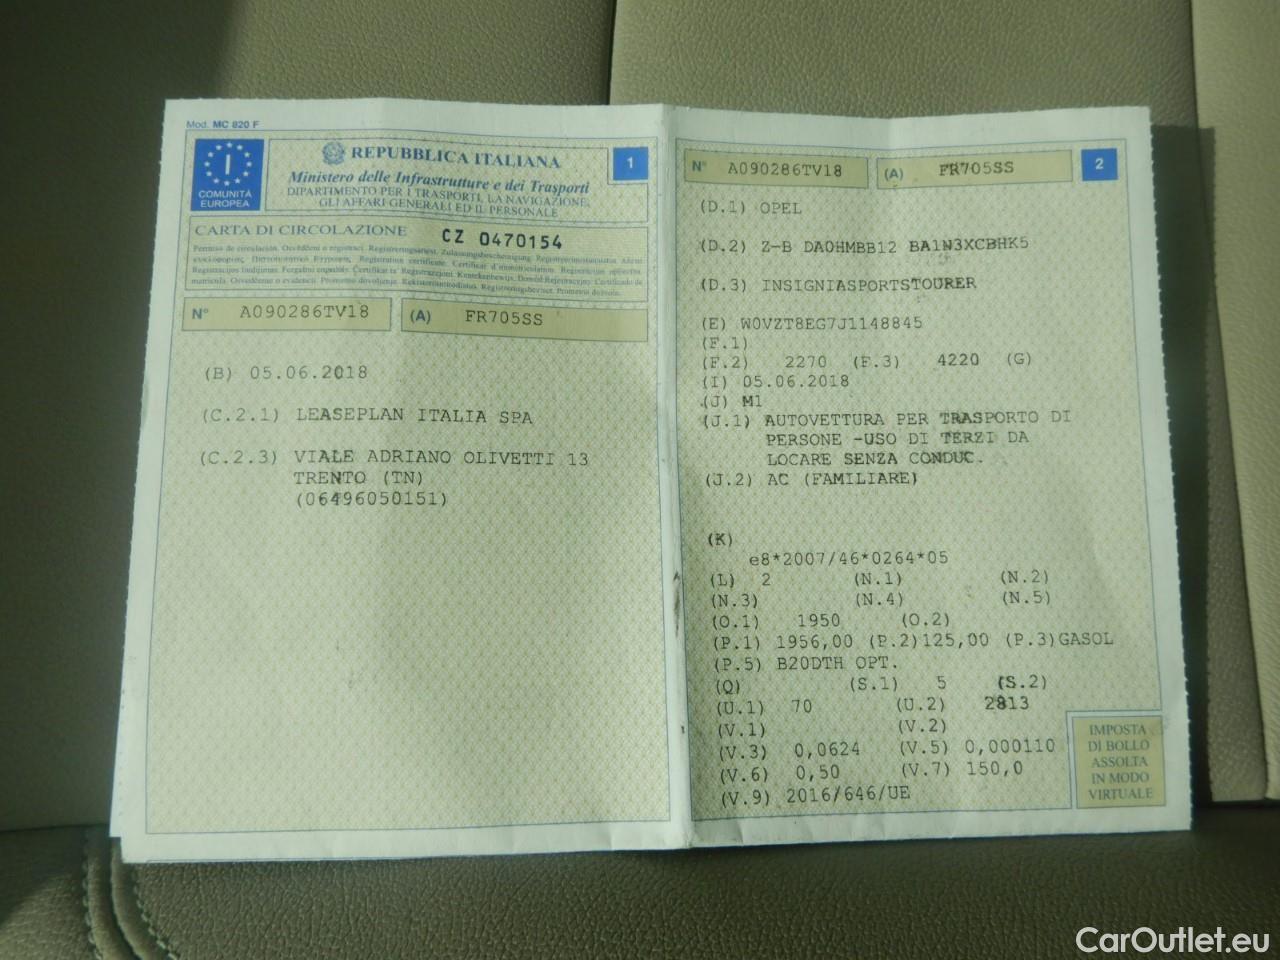 Mod. MC 820 F
I
COMUNITÀ
EUROPEA
REPUBBLICA ITALIANA
Ministero delle Infrastrutture e dei Trasporti
DIPARTIMENTO PER I TRASPORTI, LA NAVIGAZIONE,
GLI AFFARI GENERALI ED IL PERSONALE
1
CARTA DI CIRCOLAZIONE CZ 0470154
N° A090286TV18 (A) FR705SS
(B) 05.06.2018
(C.2.1) LEASEPLAN ITALIA SPA
(C.2.3) VIALE ADRIANO OLIVETTI 13
TRENTO (TN)
(06496050151)
N° A090286TV18 (A) FR705SS
2
(D.1) OPEL
(D.2) Z-B DA0HMBB12 BA1N3XCBHK5
(D.3) INSIGNIASPORTSTOURER
(E) W0VZT8EG7J1148845
(F.1)
(F.2) 2270 (F.3) 4220 (G)
(I) 05.06.2018
(J) M1
(J.1) AUTOVETTURA PER TRASPORTO DI
PERSONE -USO DI TERZI DA
LOCARE SENZA CONDUC.
(J.2) AC (FAMILIARE)
(K)
e8*2007/46*0264*05
(L) 2 (N.1) (N.2)
(N.3) (N.4) (N.5)
(O.1) 1950 (O.2)
(P.1) 1956,00 (P.2)125,00 (P.3)GASOL
(P.5) B20DTH OPT.
(Q) (S.1) 5 (S.2)
(U.1) 70 (U.2) 2813
(V.1) (V.2)
(V.3) 0,0624 (V.5) 0,000110
(V.6) 0,50 (V.7) 150,0
(V.9) 2016/646/UE
IMPOSTA
DI BOLLO
ASSOLTA
IN MODO
VIRTUALE
CarOutlet.eu